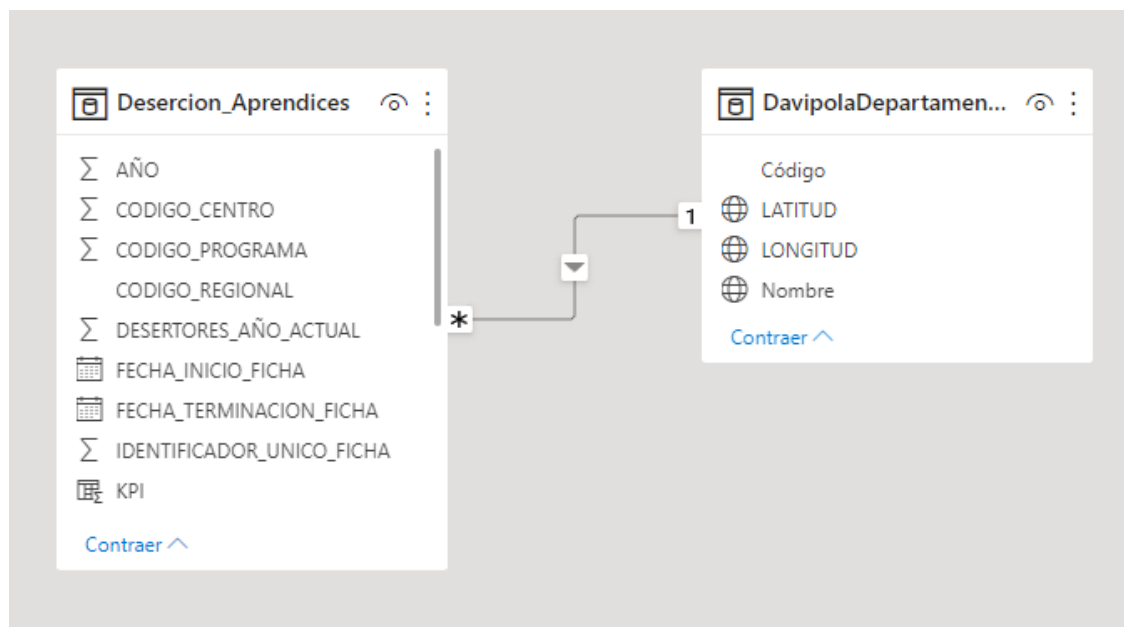 Desercion_Aprendices
AÑO
CODIGO_CENTRO
CODIGO_PROGRAMA
CODIGO_REGIONAL
DESERTORES_AÑO_ACTUAL
FECHA_INICIO_FICHA
FECHA_TERMINACION_FICHA
IDENTIFICADOR_UNICO_FICHA
KPI
Contraer
*
1
DavipolaDepartamen...
Código
LATITUD
LONGITUD
Nombre
Contraer